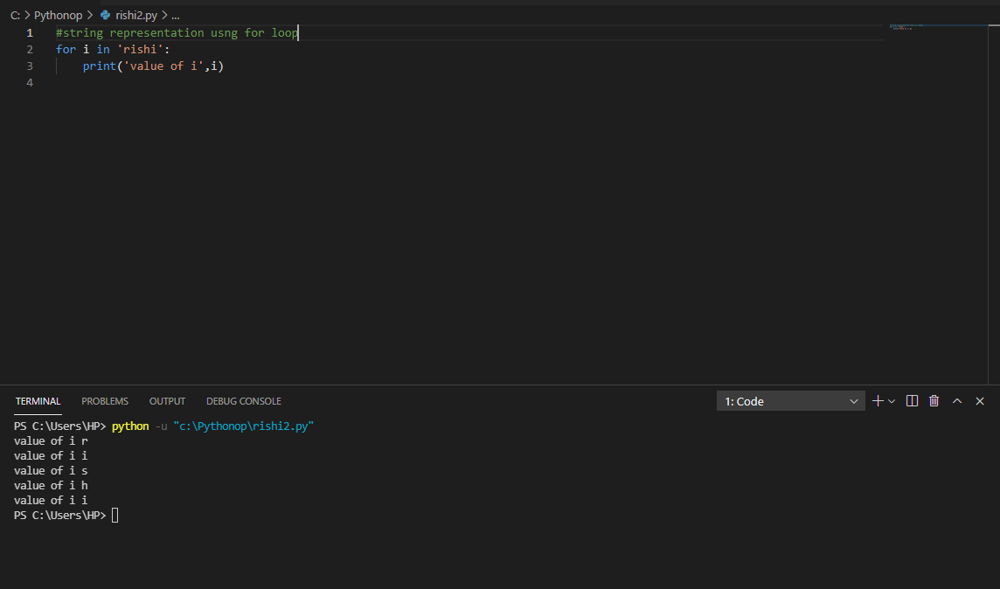 C: > Pythonop > rishi2.py > ...
1 #string representation usng for loop
2 for i in 'rishi':
3     print('value of i',i)
4
TERMINAL PROBLEMS OUTPUT DEBUG CONSOLE 1: Code
PS C:\Users\HP> python -u "c:\Pythonop\rishi2.py"
value of i r
value of i i
value of i s
value of i h
value of i i
PS C:\Users\HP>